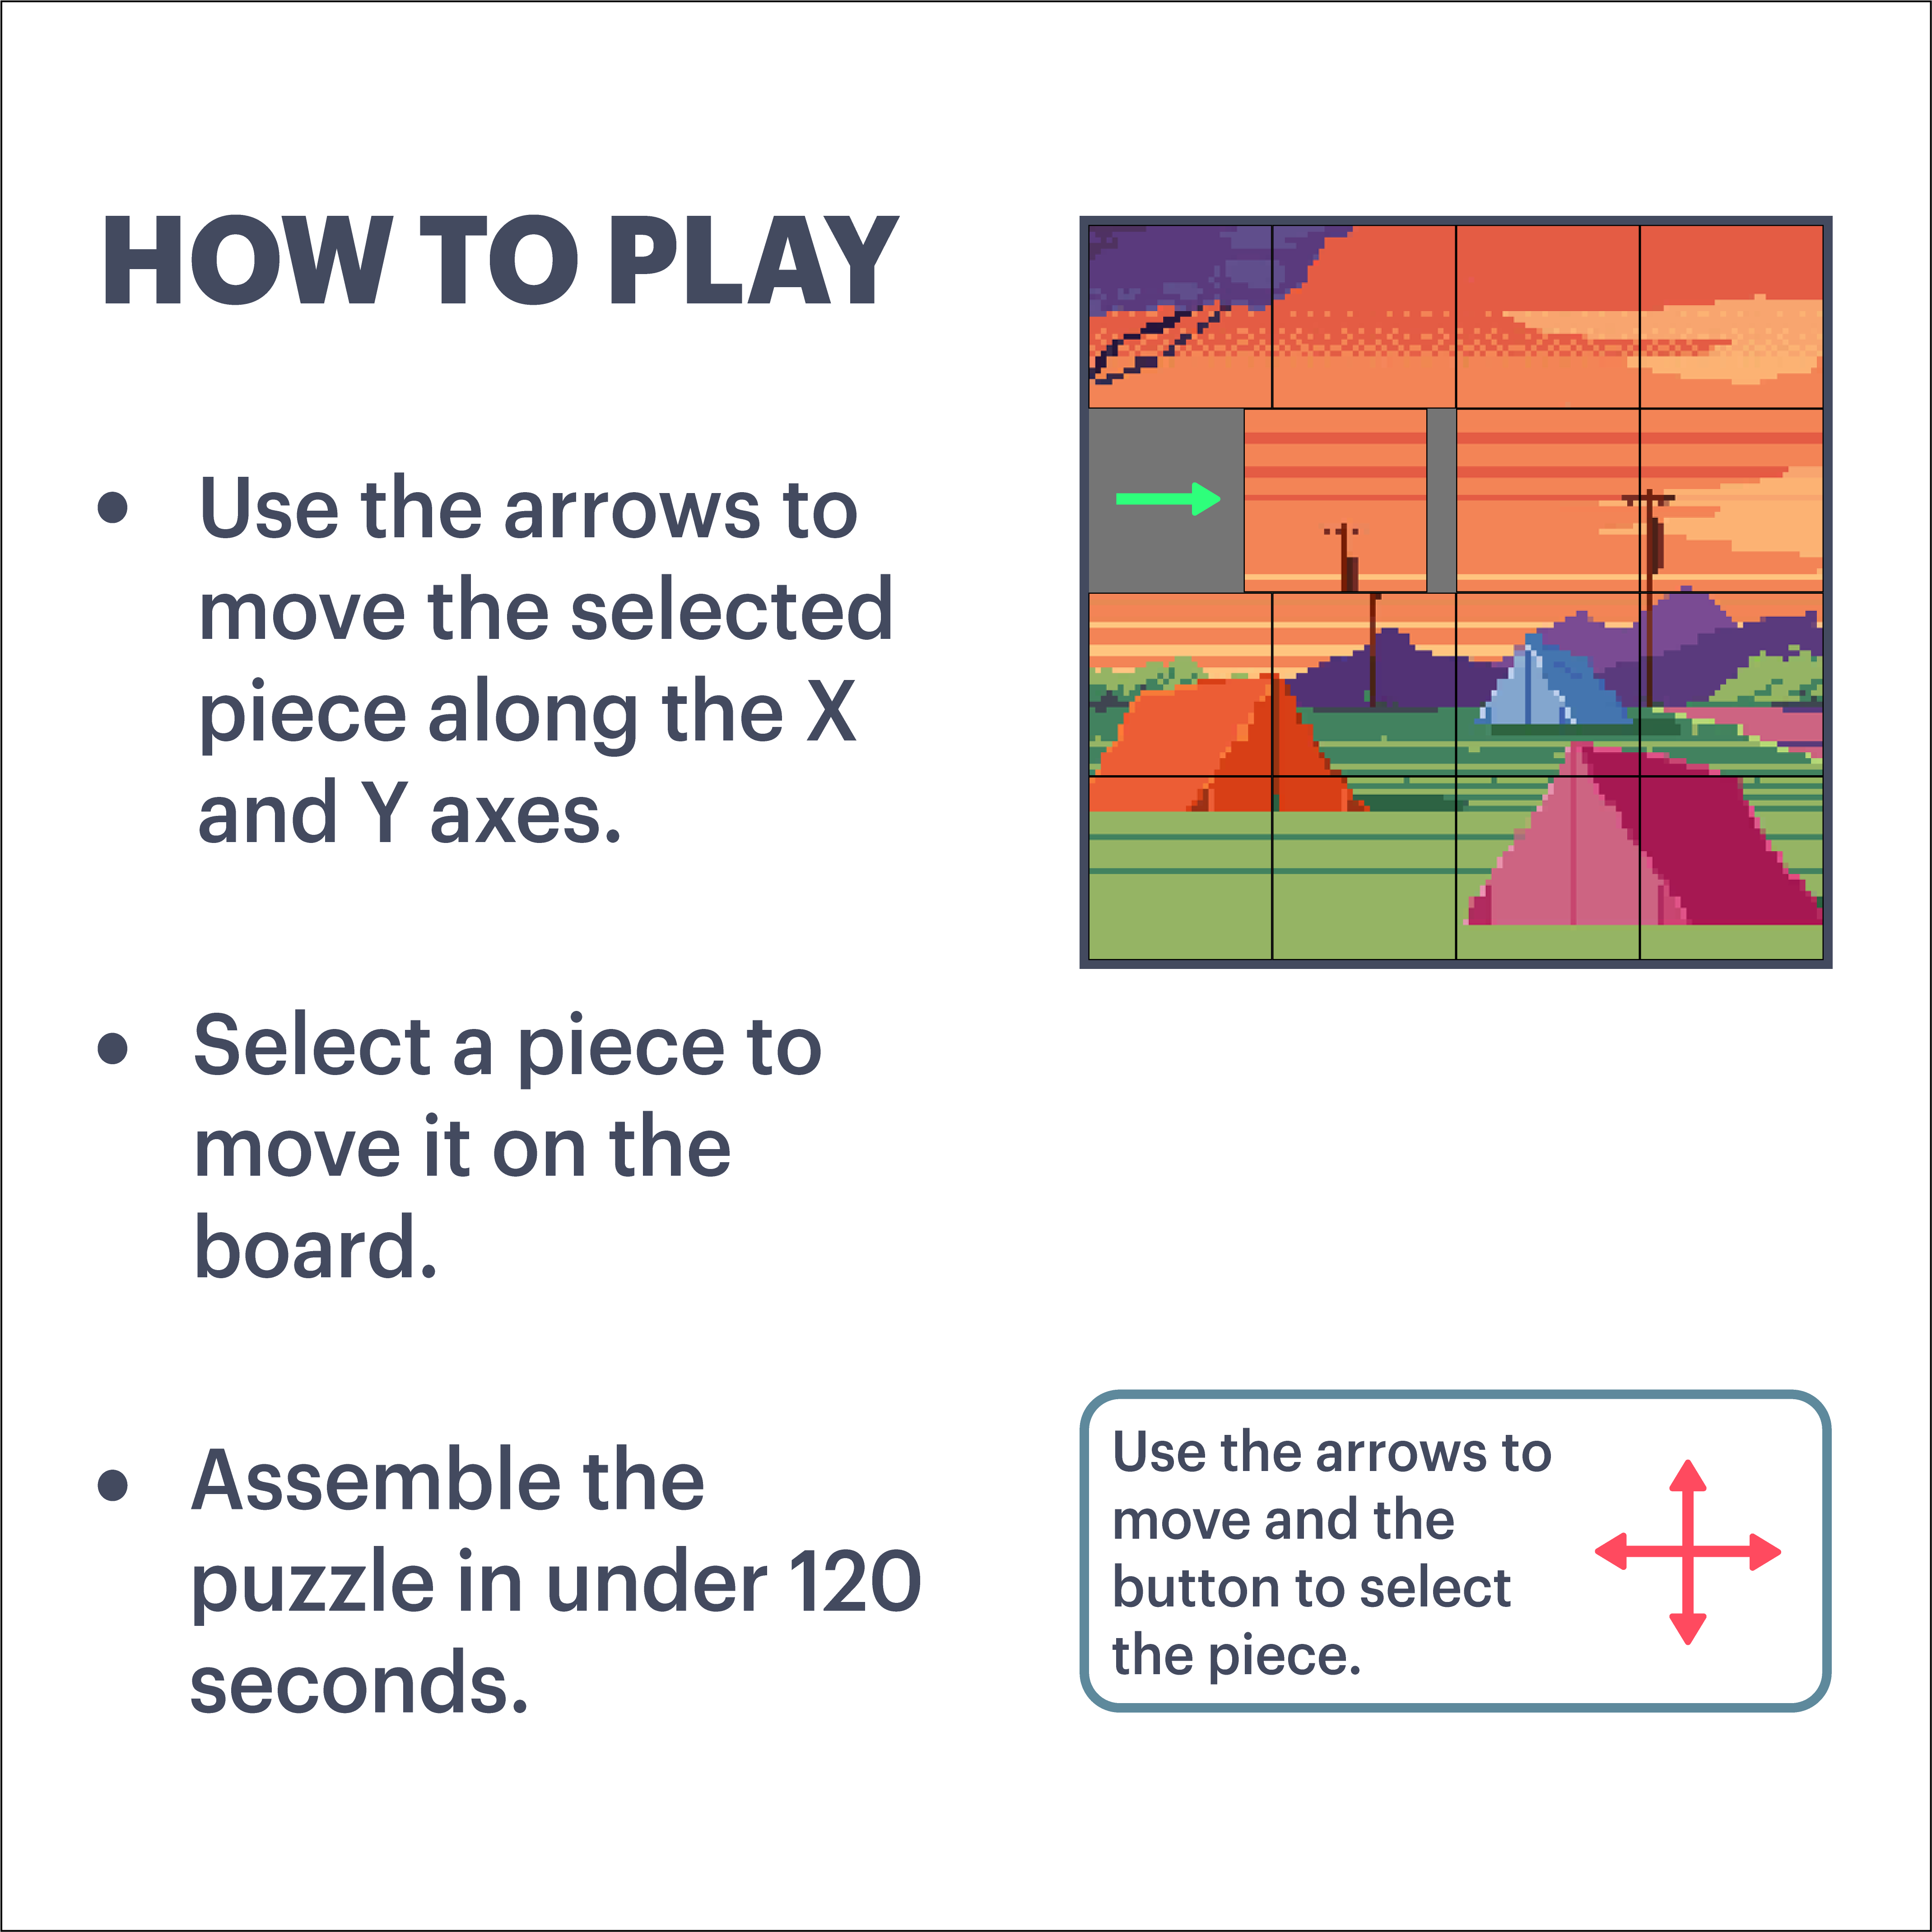 HOW TO PLAY
• Use the arrows to
move the selected
piece along the X
and Y axes.
• Select a piece to
move it on the
board.
• Assemble the
puzzle in under 120
seconds.
Use the arrows to
move and the
button to select
the piece.